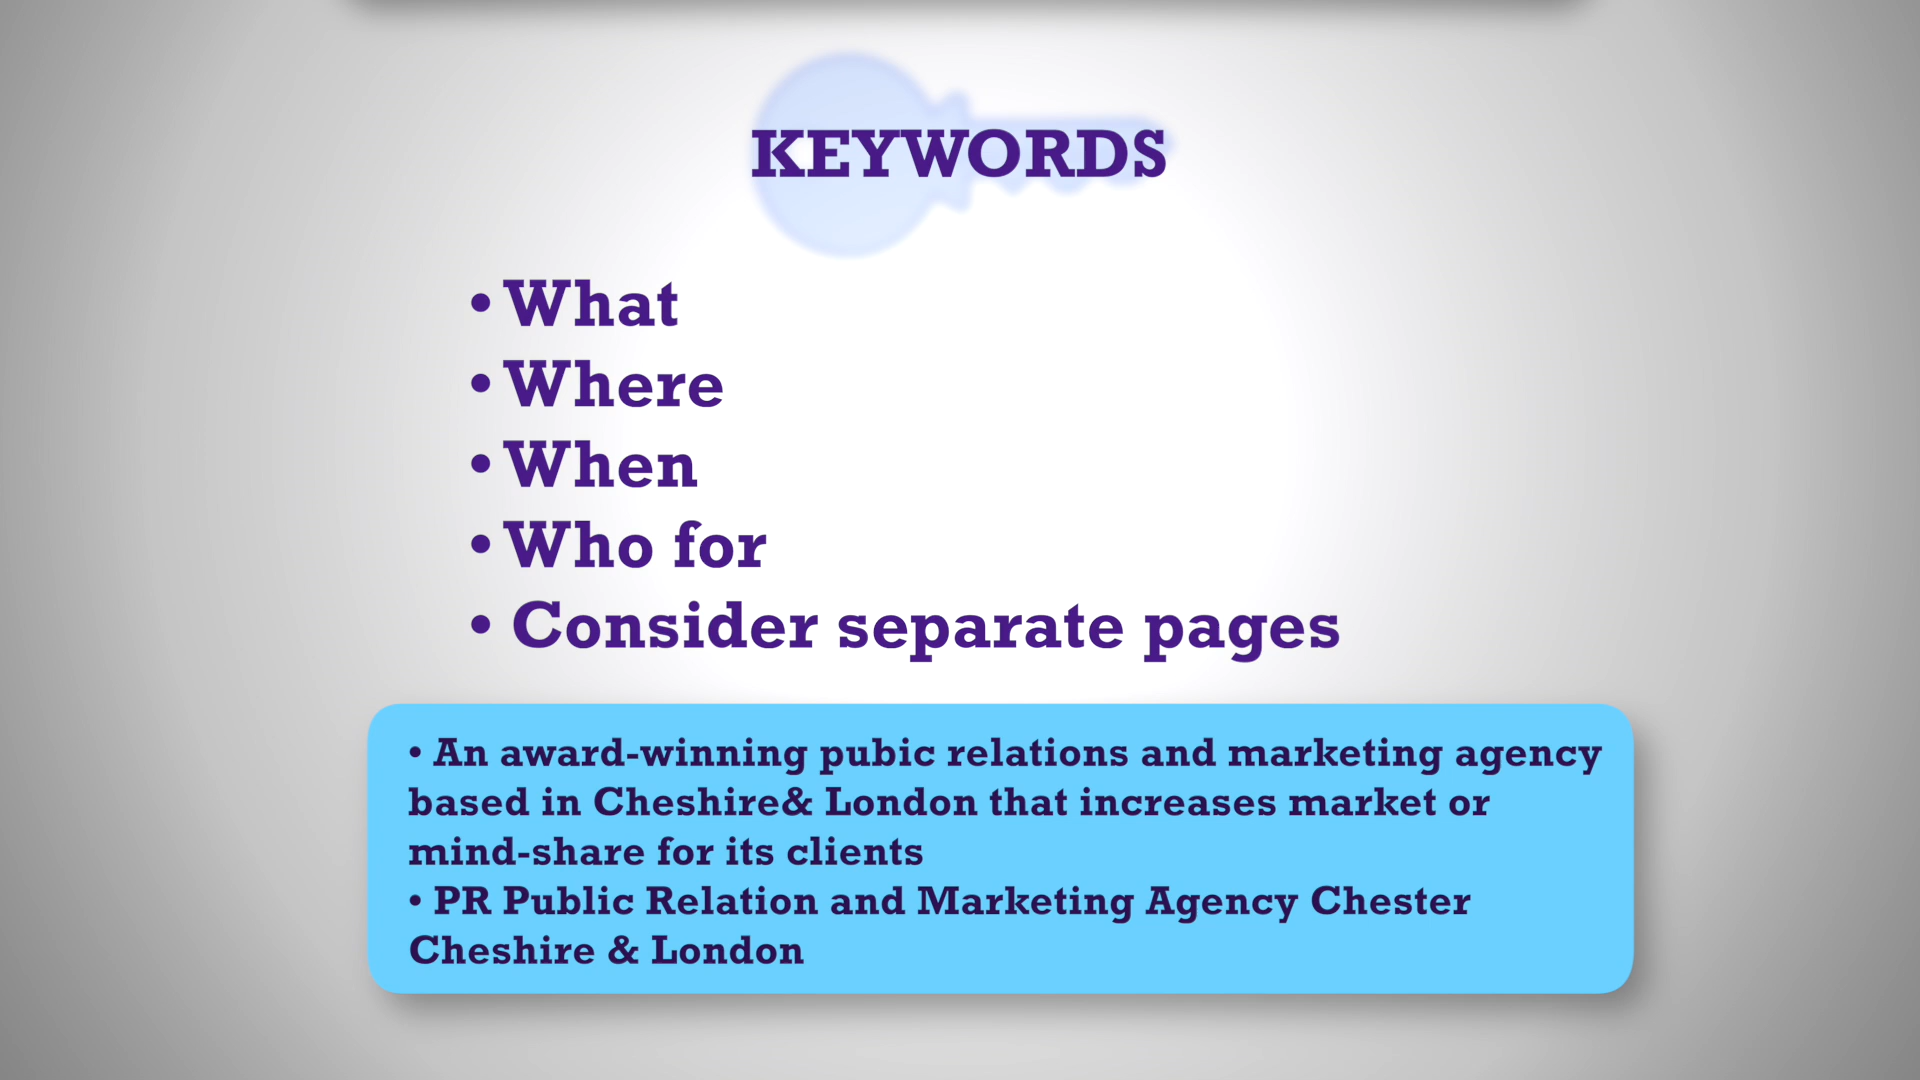 KEYWORDS
• What
• Where
• When
• Who for
• Consider separate pages
• An award-winning pubic relations and marketing agency
based in Cheshire& London that increases market or
mind-share for its clients
• PR Public Relation and Marketing Agency Chester
Cheshire & London